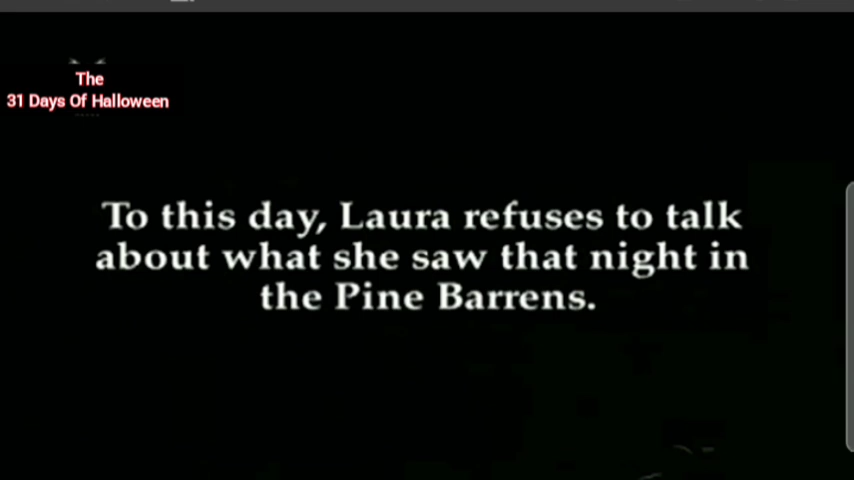 The
31 Days Of Halloween
To this day, Laura refuses to talk
about what she saw that night in
the Pine Barrens.